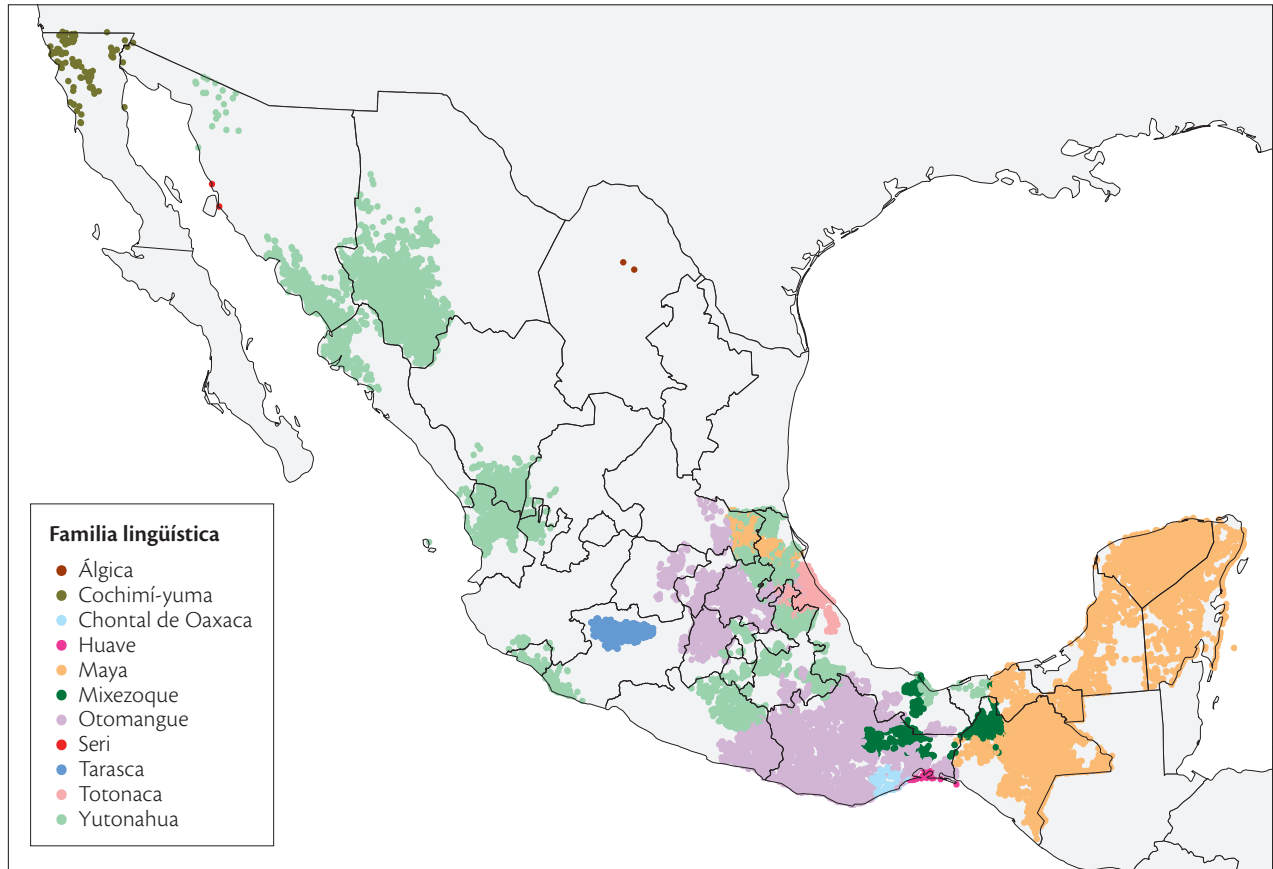 Familia lingüística
Álgica
Cochimí-yuma
Chontal de Oaxaca
Huave
Maya
Mixezoque
Otomangue
Seri
Tarasca
Totonaca
Yutonahua